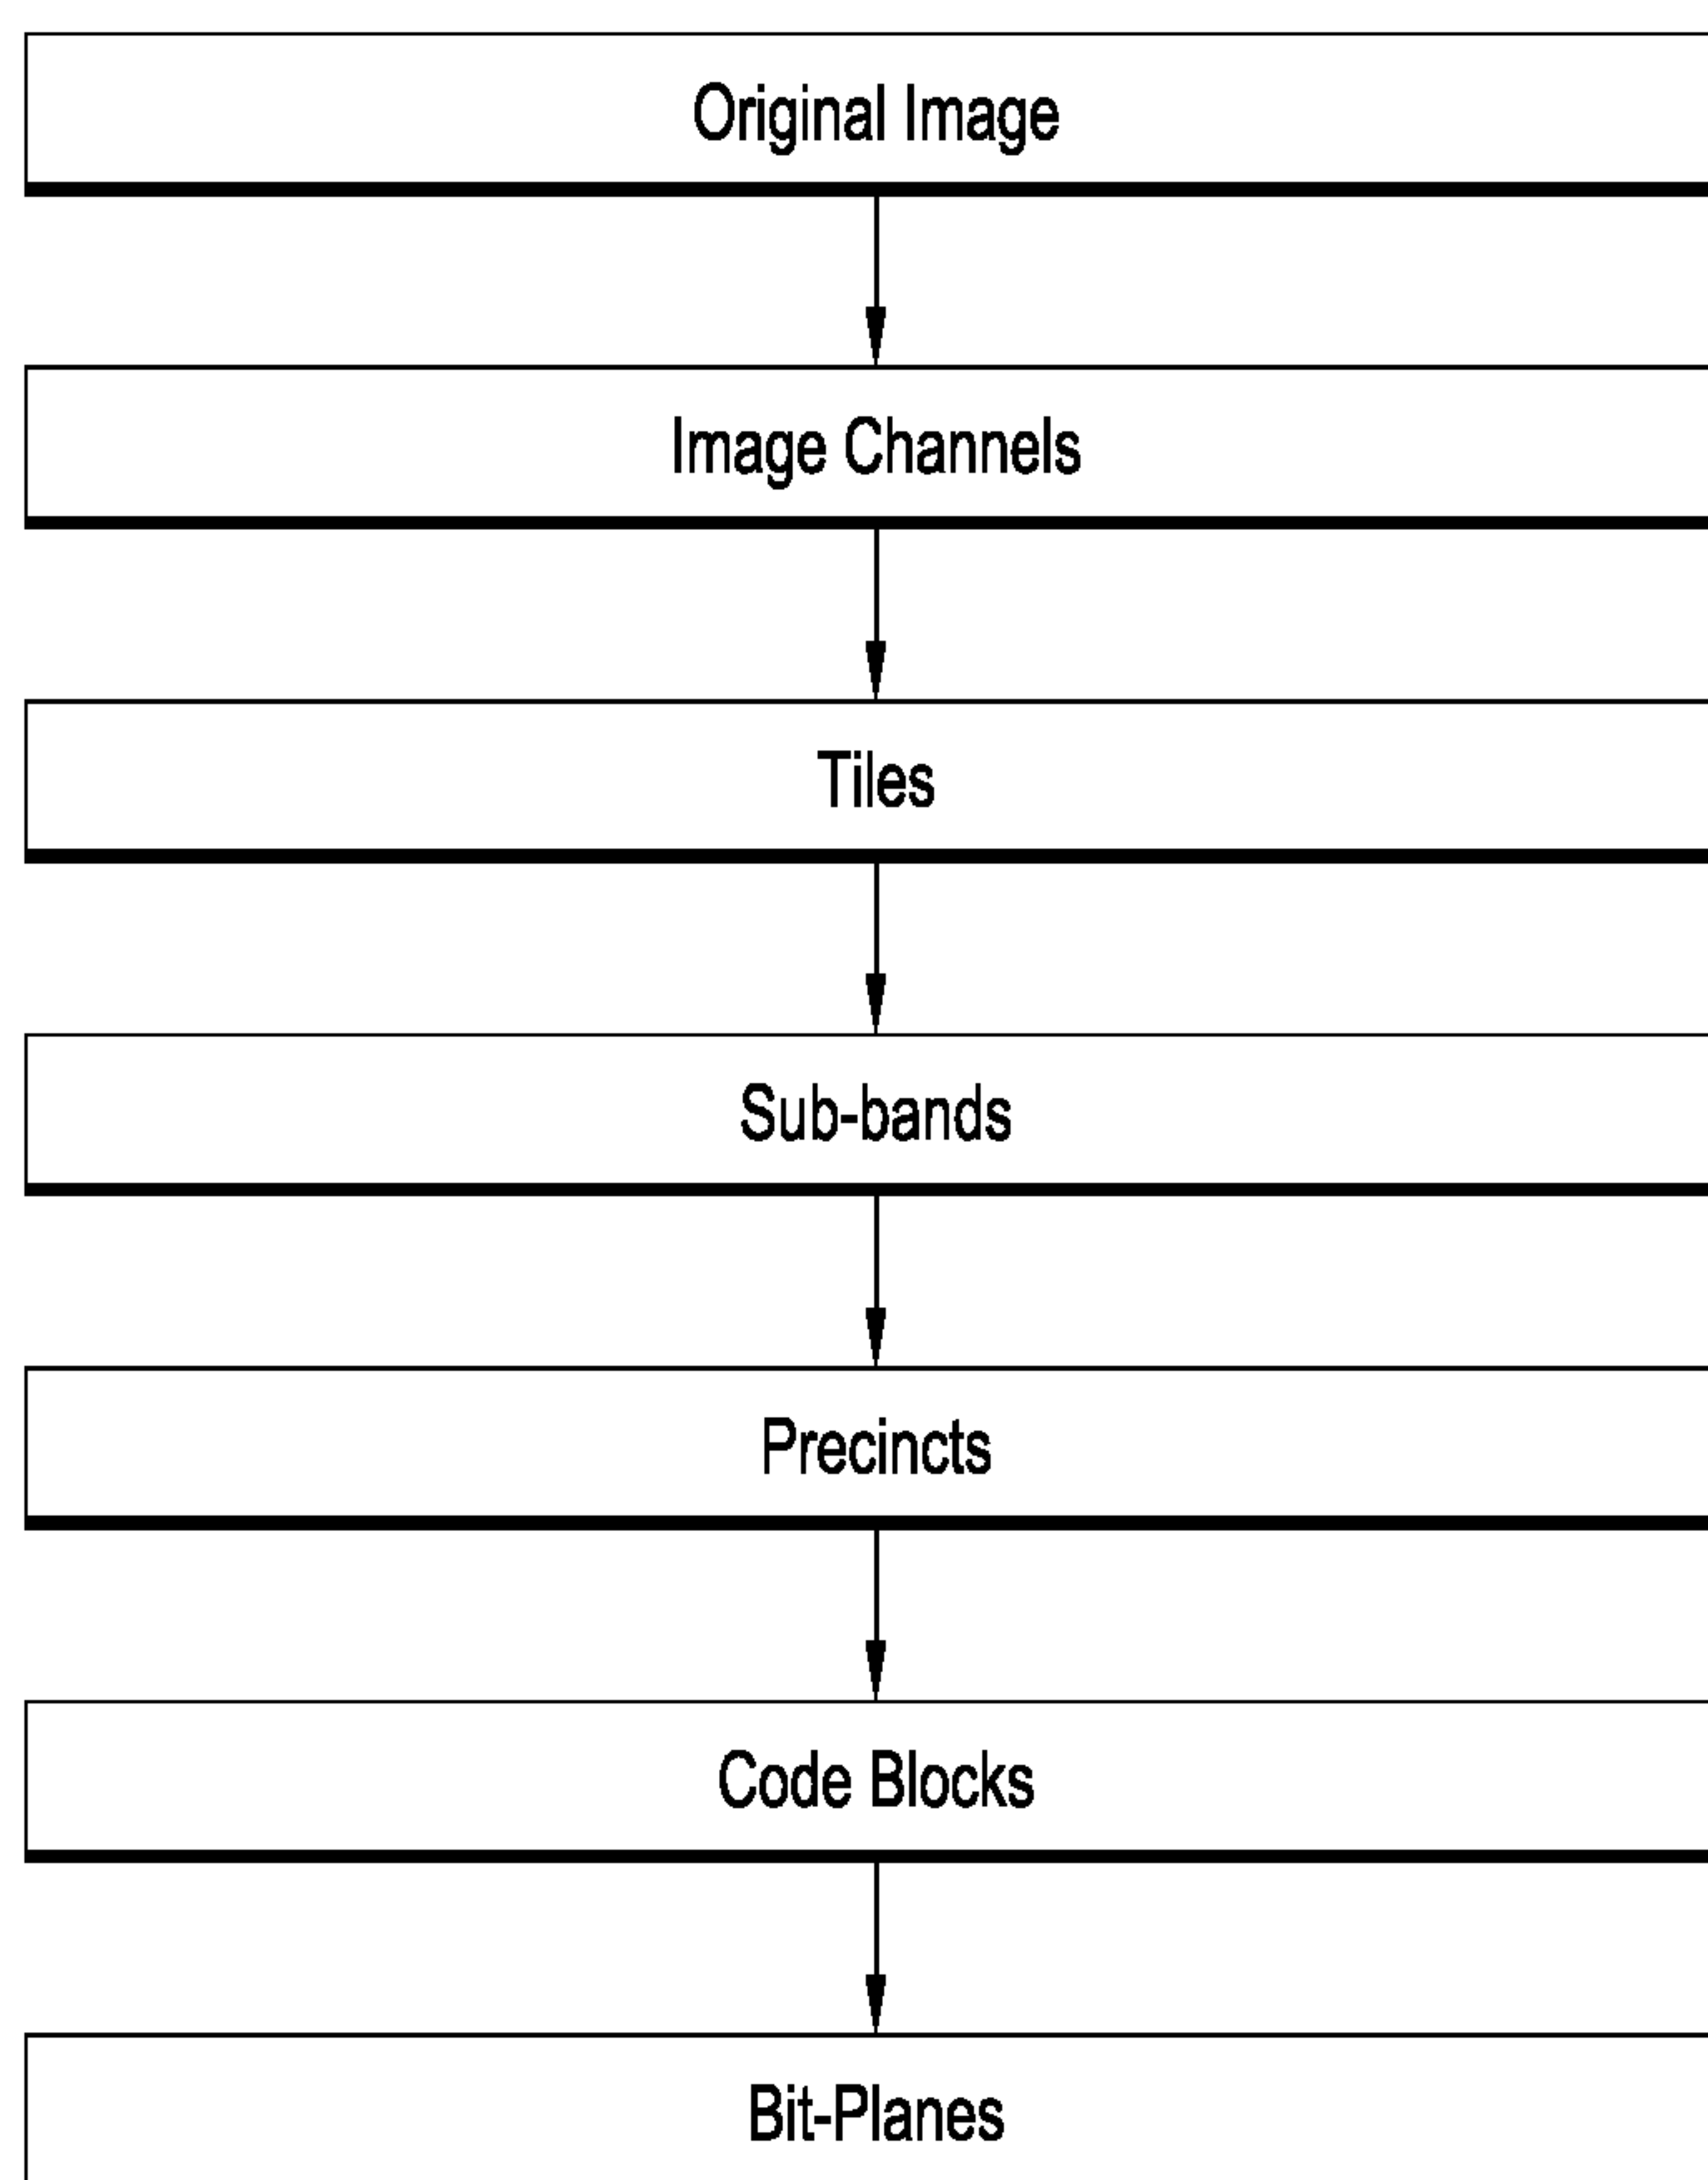 Original Image
Image Channels
Tiles
Sub-bands
Precincts
Code Blocks
Bit-Planes